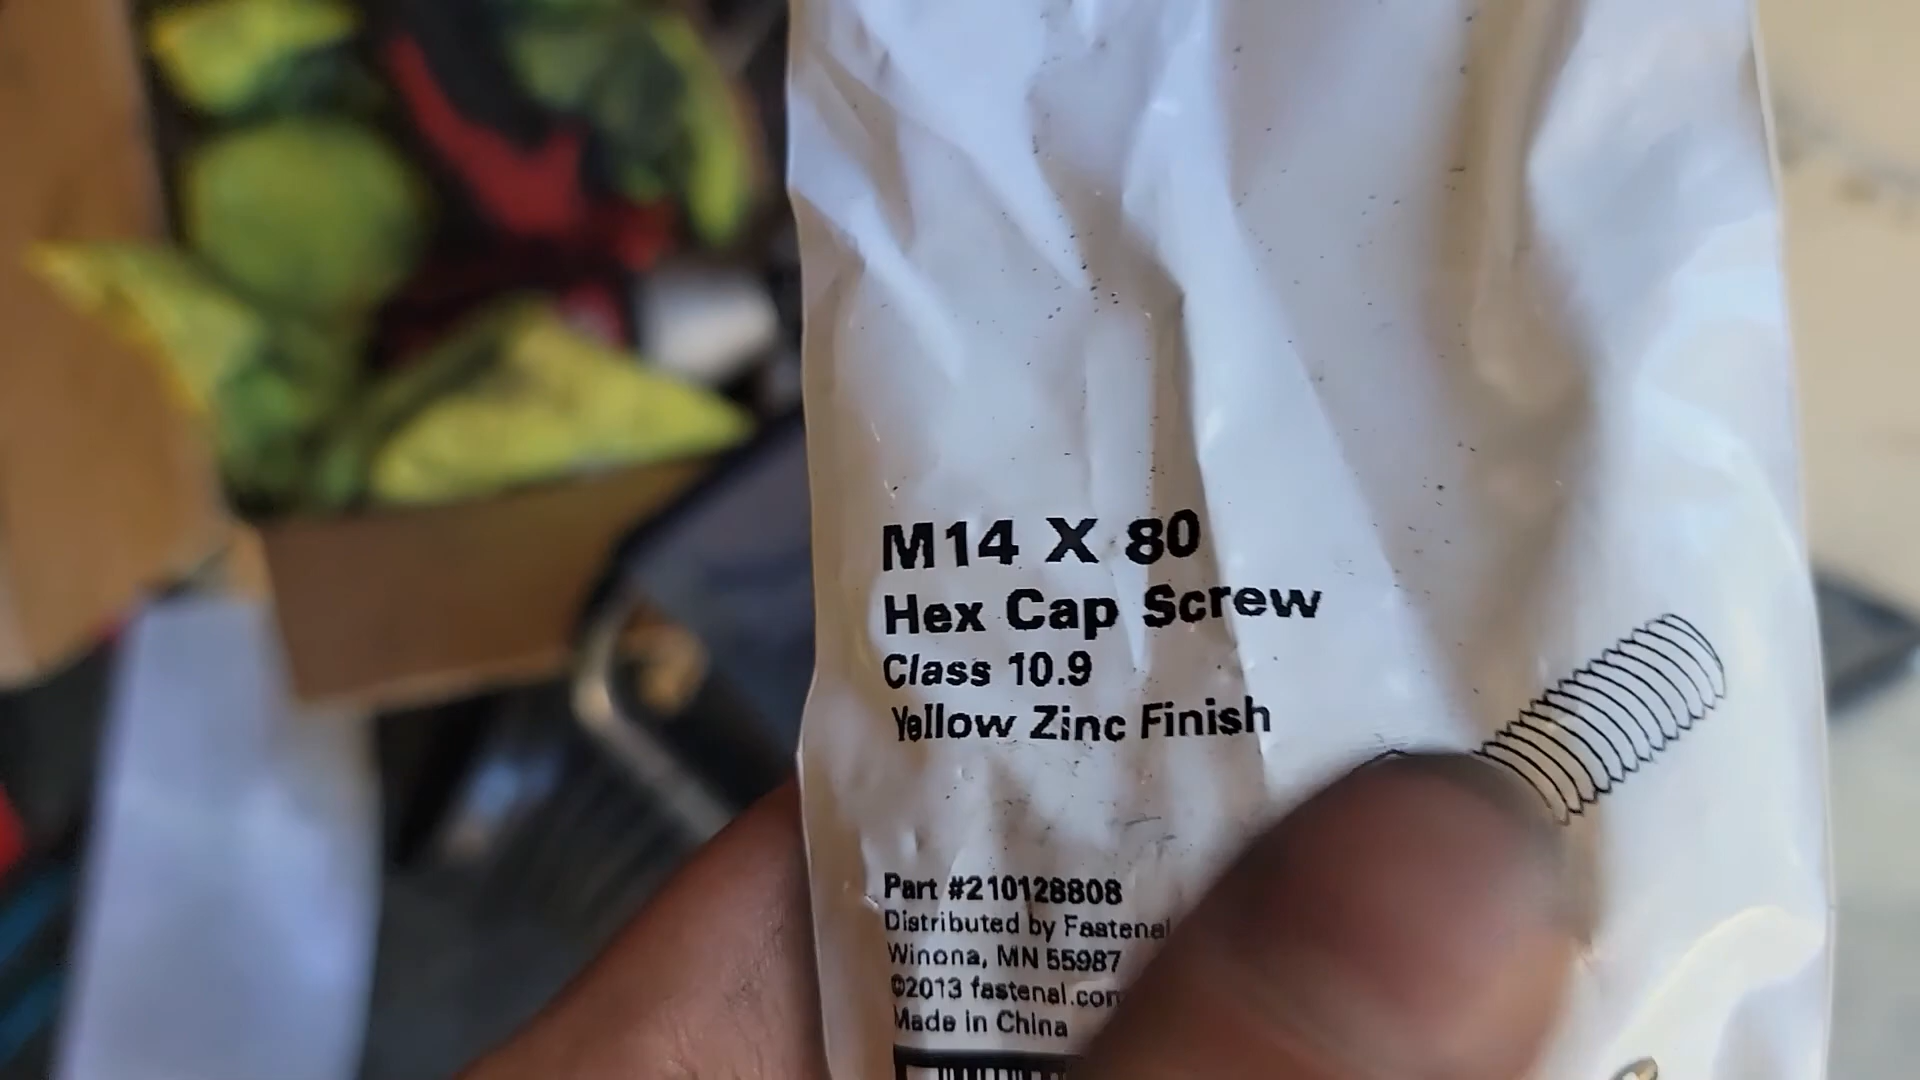 M14 X 80
Hex Cap Screw
Class 10.9
Yellow Zinc Finish
Part #210128808
Distributed by Fastenal
Winona, MN 55987
©2013 fastenal.com
Made in China